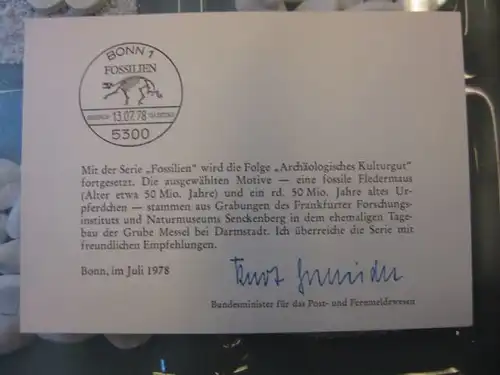 BONN 1
FOSSILIEN
13.07.78
5300
Mit der Serie „Fossilien" wird die Folge „Archäologisches Kulturgut"
fortgesetzt. Die ausgewählten Motive — eine fossile Fledermaus
(Alter etwa 50 Mio. Jahre) und ein rd. 50 Mio. Jahre altes Ur-
pferdchen — stammen aus Grabungen des Frankfurter Forschungs-
instituts und Naturmuseums Senckenberg in dem ehemaligen Tage-
bau der Grube Messel bei Darmstadt. Ich überreiche die Serie mit
freundlichen Empfehlungen.
Bonn, im Juli 1978
Bundesminister für das Post- und Fernmeldewesen